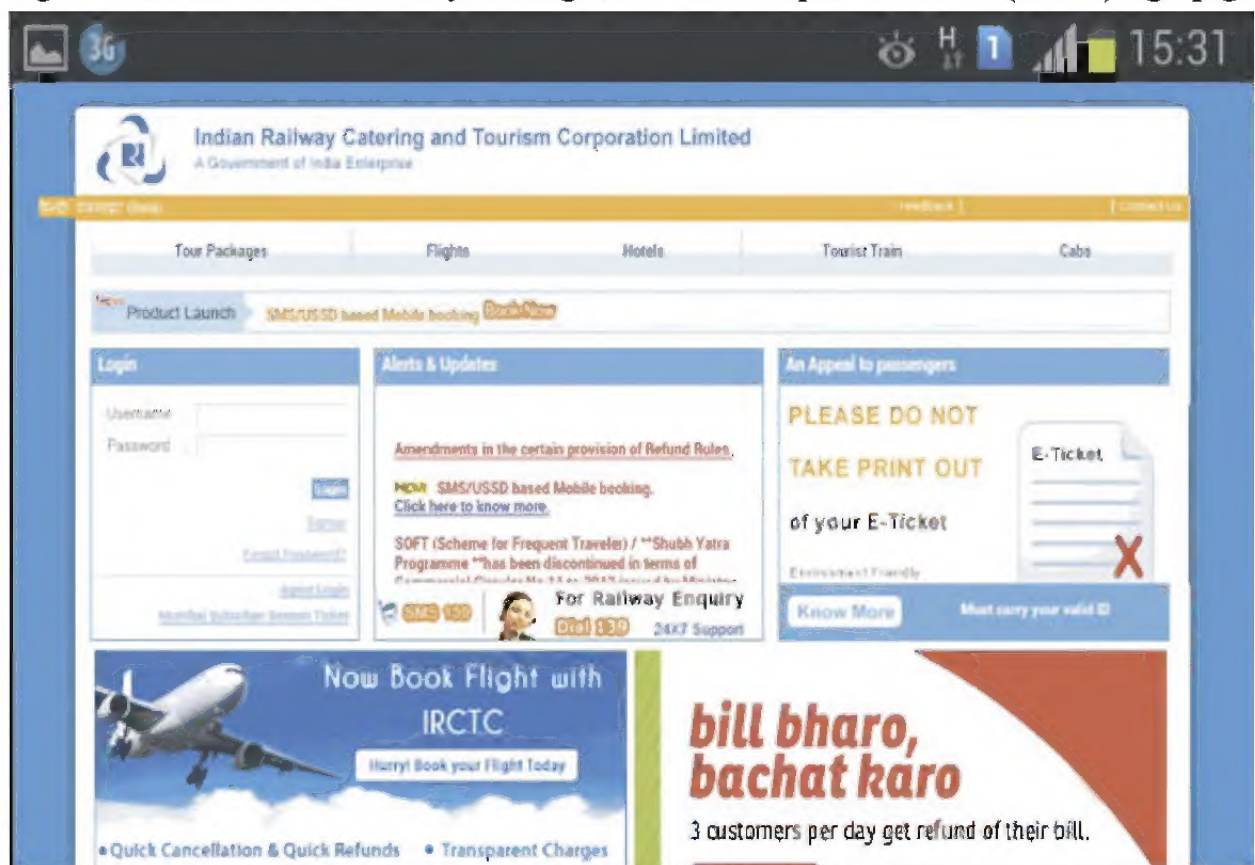 3G H 1 15:31
Indian Railway Catering and Tourism Corporation Limited
A Government of India Enterprise
Feedback | | Contact Us
Tour Packages Flights Hotels Tourist Train Cabs
Product Launch SMS/USSD based Mobile booking Book Now
Login
Username
Password
Login
Forgot Password?
Agent Login
Mumbai Suburban Season Ticket
Alerts & Updates
Amendments in the certain provision of Refund Rules.
NEW SMS/USSD based Mobile booking.
Click here to know more.
SOFT (Scheme for Frequent Traveler) / **Shubh Yatra
Programme **has been discontinued in terms of
SMS 139
For Railway Enquiry
Dial 139 24X7 Support
An Appeal to passengers
PLEASE DO NOT
TAKE PRINT OUT
of your E-Ticket
Environment Friendly
E-Ticket
X
Know More Must carry your valid ID
Now Book Flight with
IRCTC
Hurry! Book your Flight Today
• Quick Cancellation & Quick Refunds • Transparent Charges
bill bharo,
bachat karo
3 customers per day get refund of their bill.